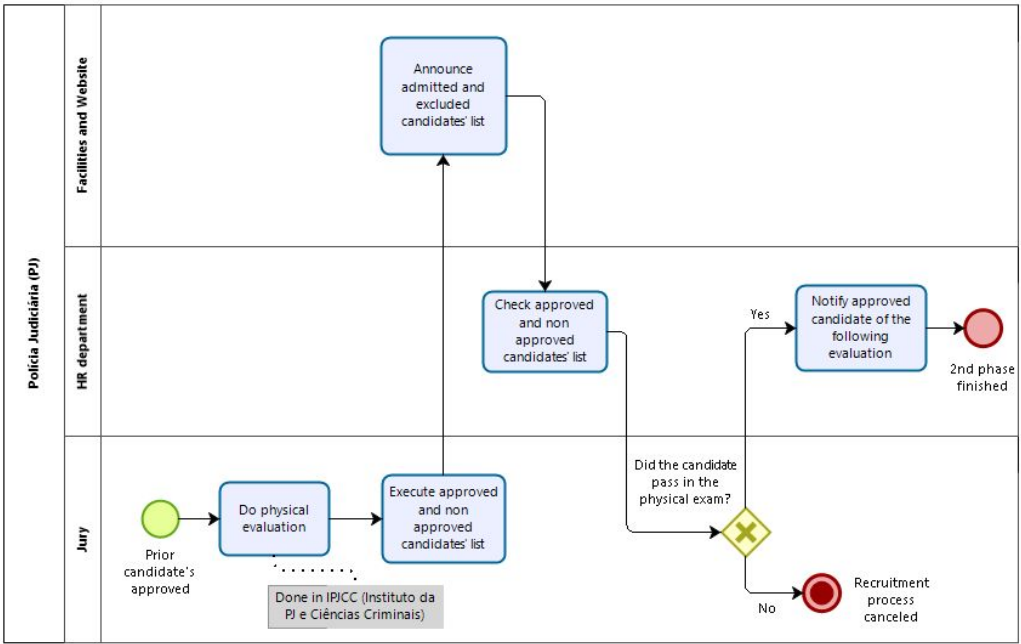 Polícia Judiciária (PJ)
Facilities and Website
Announce
admitted and
excluded
candidates' list
HR department
Check approved
and non
approved
candidates' list
Yes
Notify approved
candidate of the
following
evaluation
2nd phase
finished
Jury
Prior
candidate's
approved
Do physical
evaluation
Done in IPJCC (Instituto da
PJ e Ciências Criminais)
Execute approved
and non
approved
candidates' list
Did the candidate
pass in the
physical exam?
No
Recruitment
process
canceled